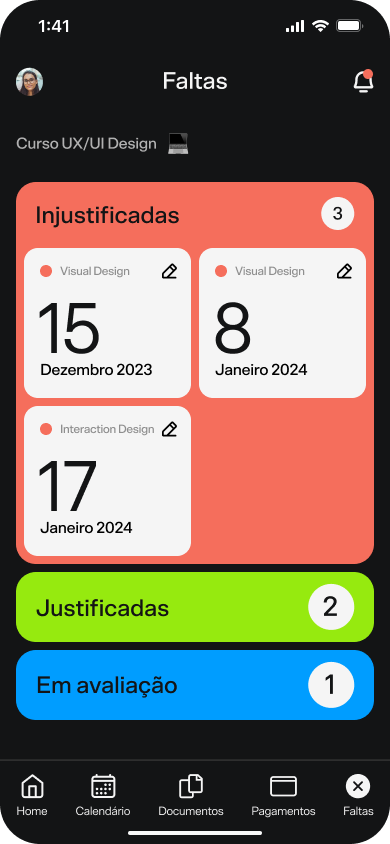 1:41
Faltas
Curso UX/UI Design
Injustificadas
3
Visual Design
15
Dezembro 2023
Visual Design
8
Janeiro 2024
Interaction Design
17
Janeiro 2024
Justificadas
2
Em avaliação
1
Home
Calendário
Documentos
Pagamentos
Faltas